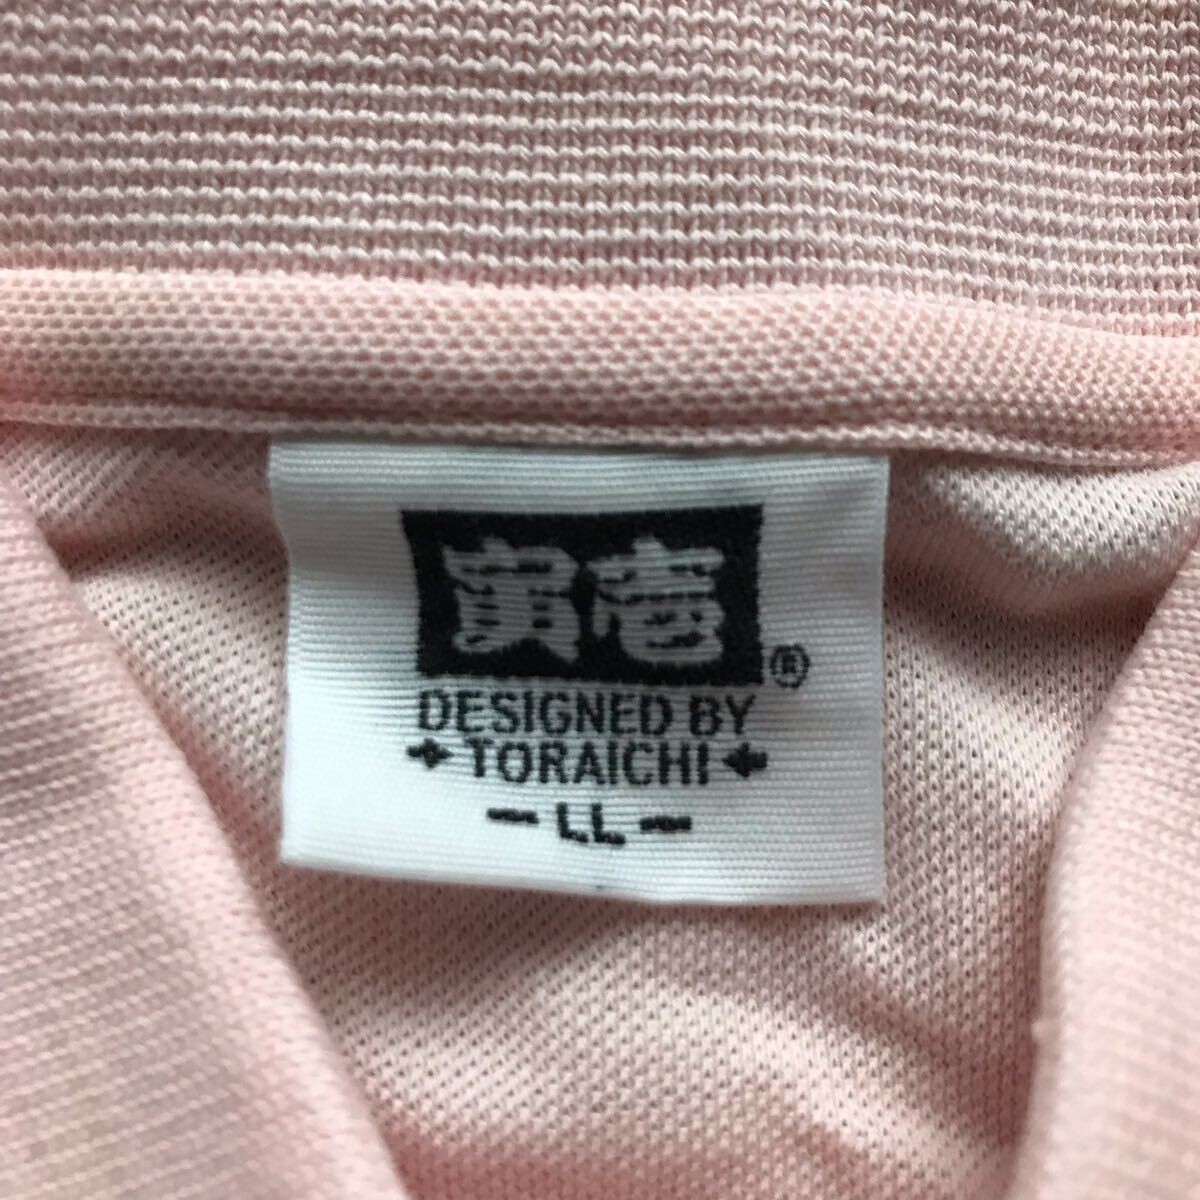 寅壱®
DESIGNED BY
TORAICHI
- LL -